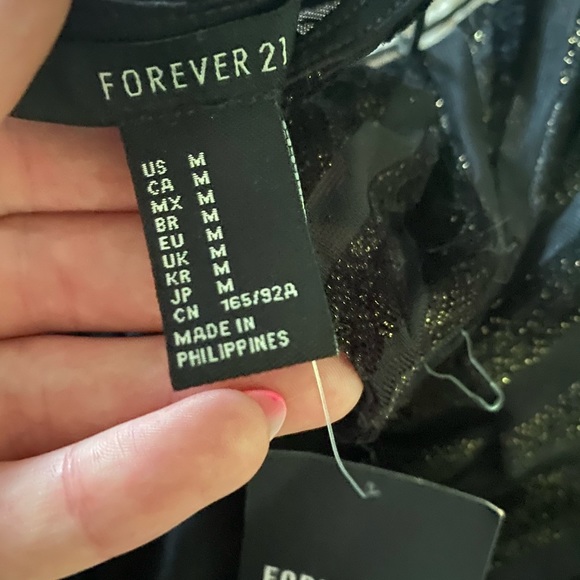 FOREVER 21
US M
CA M
MX M
BR M
EU M
UK M
KR M
JP M
CN 165/92A
MADE IN
PHILIPPINES